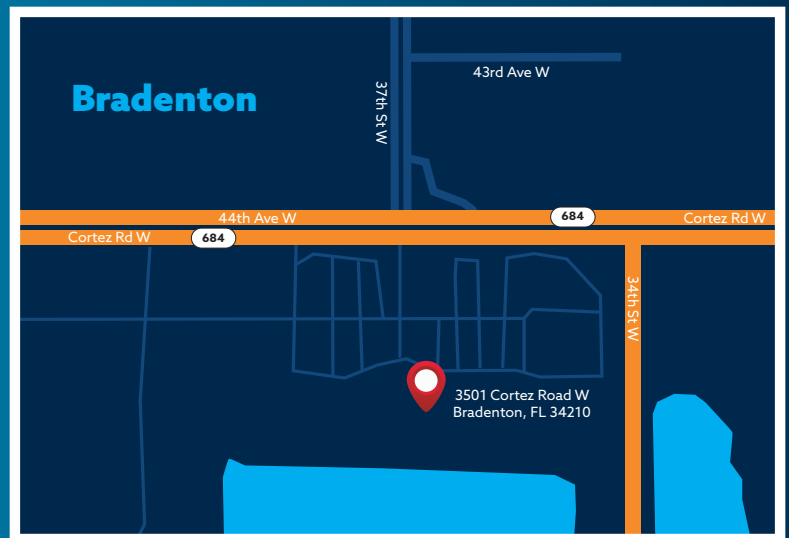 43rd Ave W
Bradenton
37th St W
684
44th Ave W
Cortez Rd W
Cortez Rd W
684
34th St W
3501 Cortez Road W
Bradenton, FL 34210